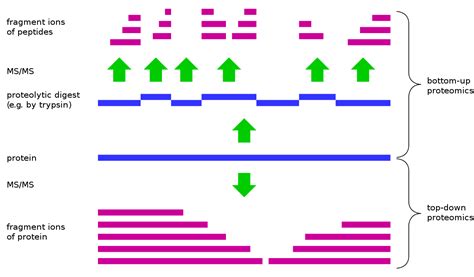 fragment ions
of peptides
MS/MS
proteolytic digest
(e.g. by trypsin)
bottom-up
proteomics
protein
MS/MS
top-down
proteomics
fragment ions
of protein